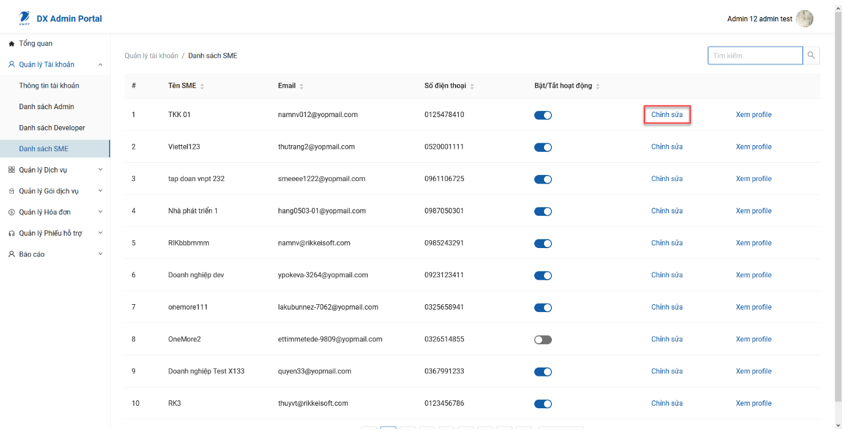 DX Admin Portal
Admin 12 admin test
Tổng quan
Quản lý Tài khoản
Thông tin tài khoản
Danh sách Admin
Danh sách Developer
Danh sách SME
Quản lý Dịch vụ
Quản lý Gói dịch vụ
Quản lý Hóa đơn
Quản lý Phiếu hỗ trợ
Báo cáo
Quản lý tài khoản / Danh sách SME
Tìm kiếm
# Tên SME Email Số điện thoại Bật/Tắt hoạt động
1 TKK 01 namnv012@yopmail.com 0125478410 Chỉnh sửa Xem profile
2 Viettel123 thutrang2@yopmail.com 0520001111 Chỉnh sửa Xem profile
3 tap doan vnpt 232 smeeee1222@yopmail.com 0961106725 Chỉnh sửa Xem profile
4 Nhà phát triển 1 hang0503-01@yopmail.com 0987050301 Chỉnh sửa Xem profile
5 RIKbbbmmm namnv@rikkeisoft.com 0985243291 Chỉnh sửa Xem profile
6 Doanh nghiệp dev ypokeva-3264@yopmail.com 0923123411 Chỉnh sửa Xem profile
7 onemore111 lakubunnez-7062@yopmail.com 0325658941 Chỉnh sửa Xem profile
8 OneMore2 ettimmetede-9809@yopmail.com 0326514855 Chỉnh sửa Xem profile
9 Doanh nghiệp Test X133 quyen33@yopmail.com 0367991233 Chỉnh sửa Xem profile
10 RK3 thuyvt@rikkeisoft.com 0123456786 Chỉnh sửa Xem profile